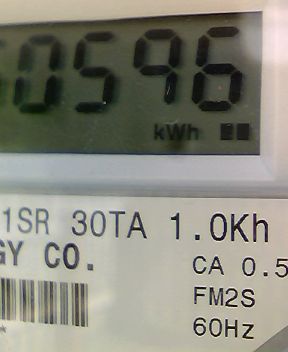 0596
kWh
1SR 30TA 1.0Kh
GY CO.
CA 0.5
FM2S
60Hz